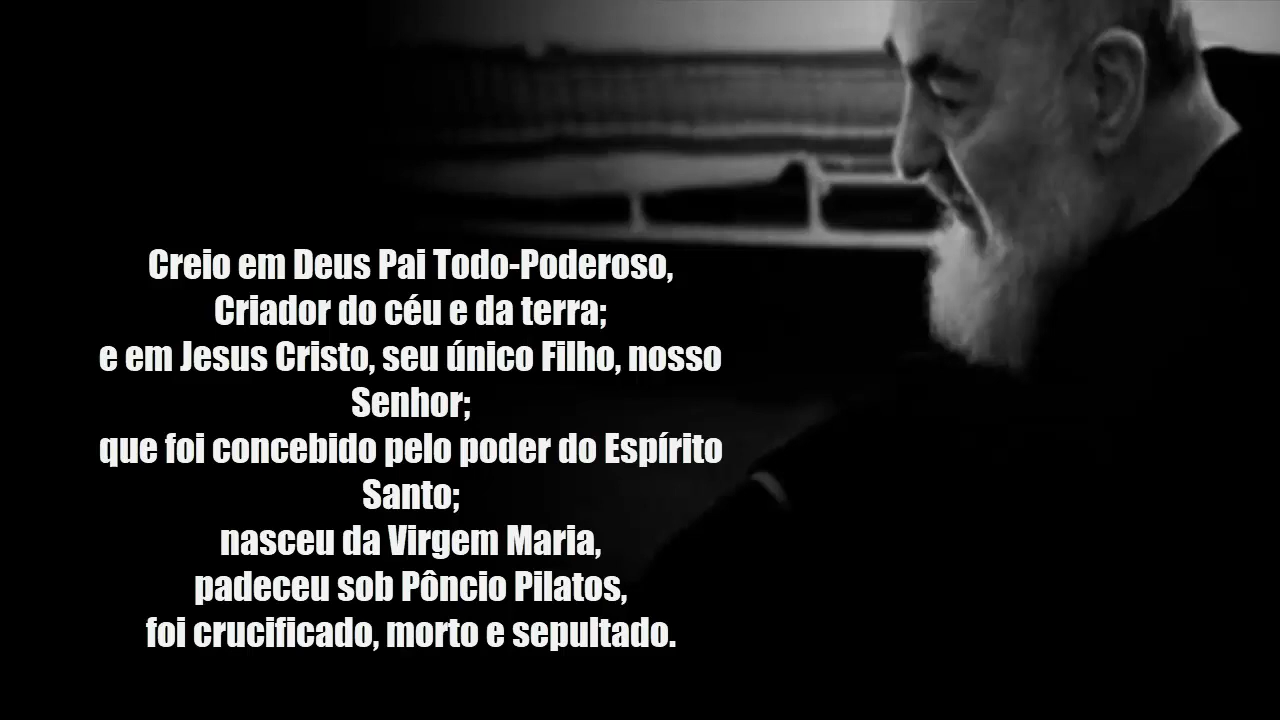 Creio em Deus Pai Todo-Poderoso,
Criador do céu e da terra;
e em Jesus Cristo, seu único Filho, nosso
Senhor;
que foi concebido pelo poder do Espírito
Santo;
nasceu da Virgem Maria,
padeceu sob Pôncio Pilatos,
foi crucificado, morto e sepultado.